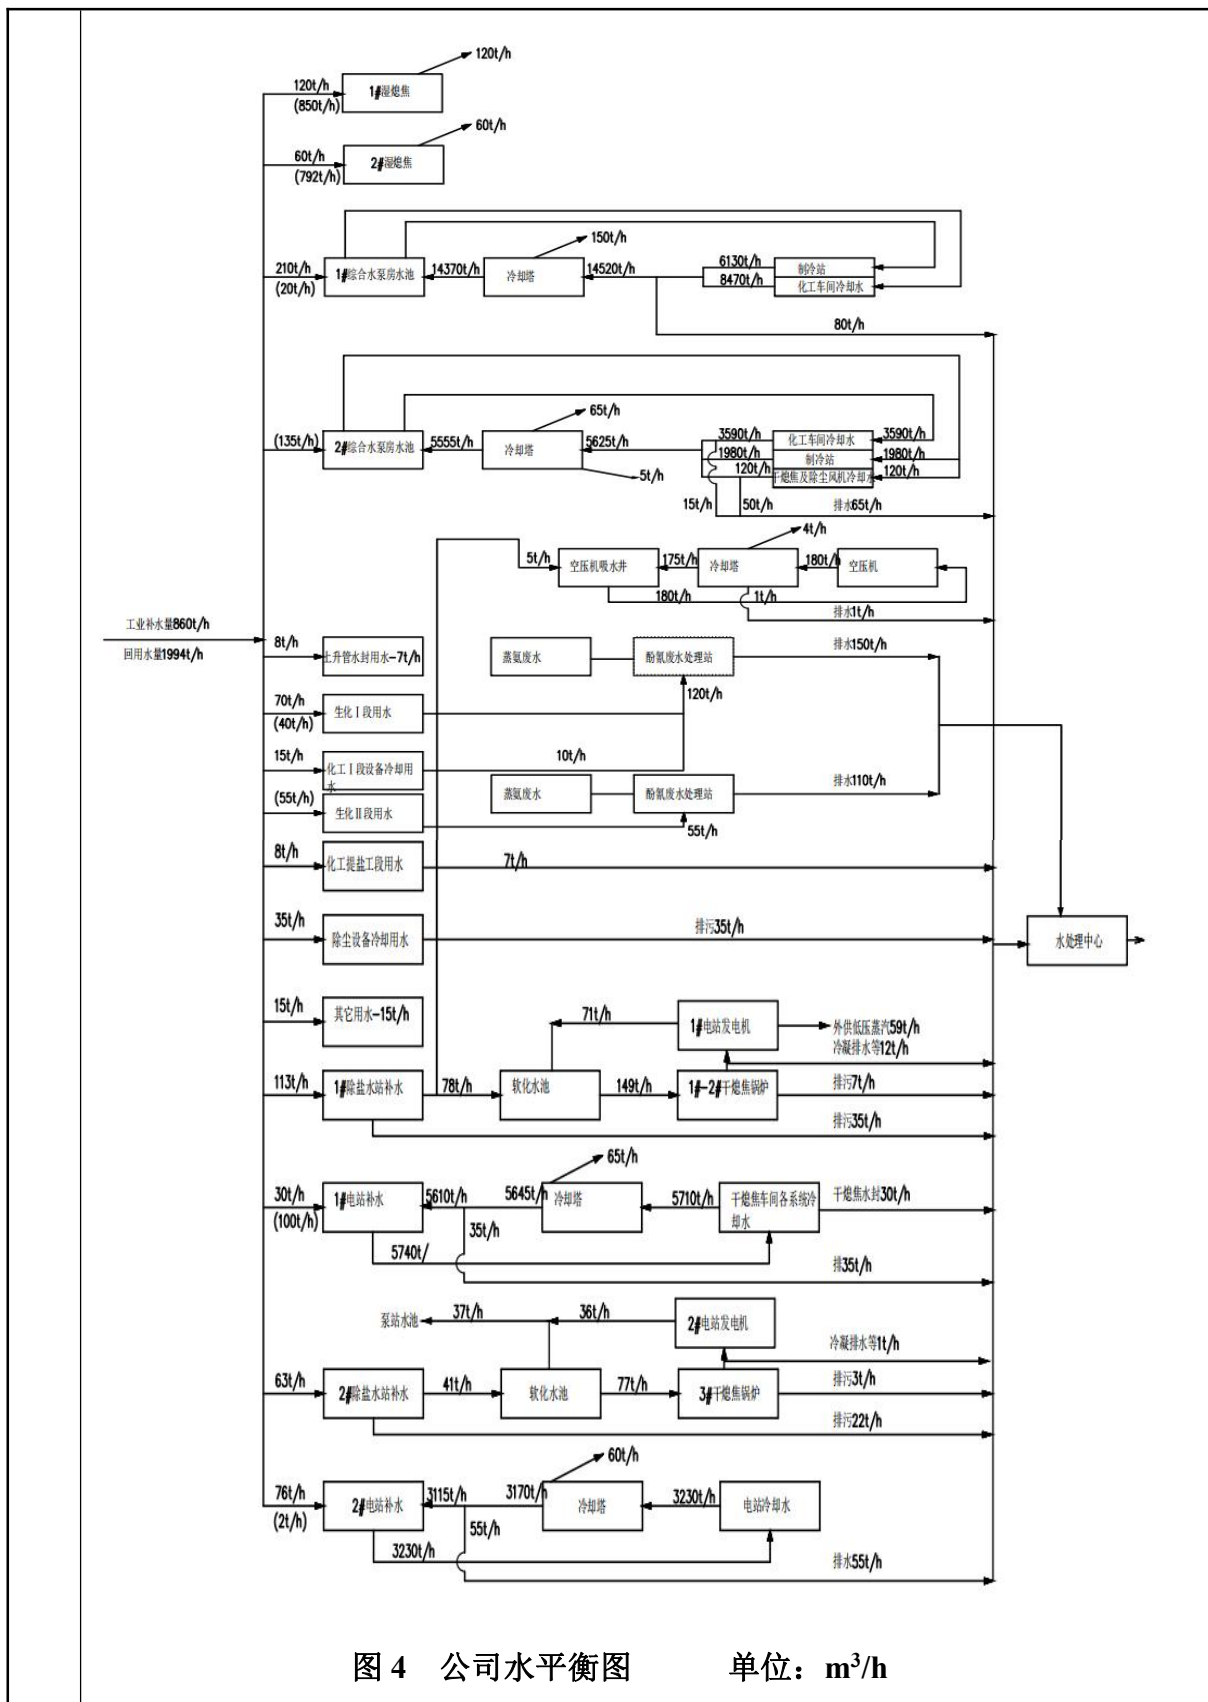 120t/h
120t/h
(850t/h)
1#湿熄焦
60t/h
60t/h
(792t/h)
2#湿熄焦
150t/h
210t/h
(20t/h)
1#综合水泵房水池
14370t/h
冷却塔
14520t/h
6130t/h
8470t/h
制冷站
化工车间冷却水
80t/h
65t/h
(135t/h)
2#综合水泵房水池
5555t/h
冷却塔
5625t/h
5t/h
3590t/h
1980t/h
120t/h
化工车间冷却水
制冷站
干熄焦及除尘风机冷却水
3590t/h
1980t/h
120t/h
15t/h
50t/h
排水65t/h
4t/h
5t/h
空压机吸水井
175t/h
冷却塔
180t/h
空压机
180t/h
1t/h
排水1t/h
工业补水量860t/h
回用水量1994t/h
8t/h
上升管水封用水-7t/h
蒸氨废水
酚氰废水处理站
排水150t/h
70t/h
(40t/h)
生化Ⅰ段用水
120t/h
15t/h
化工Ⅰ段设备冷却用
水
10t/h
蒸氨废水
酚氰废水处理站
排水110t/h
(55t/h)
生化Ⅱ段用水
55t/h
8t/h
化工提盐工段用水
7t/h
35t/h
除尘设备冷却用水
排污35t/h
水处理中心
15t/h
其它用水-15t/h
71t/h
1#电站发电机
外供低压蒸汽59t/h
冷凝排水等12t/h
113t/h
1#除盐水站补水
78t/h
软化水池
149t/h
1#-2#干熄焦锅炉
排污7t/h
排污35t/h
65t/h
30t/h
(100t/h)
1#电站补水
5610t/h
5645t/h
冷却塔
5710t/h
干熄焦车间各系统冷
却水
干熄焦水封30t/h
35t/h
5740t/
排35t/h
泵站水池
37t/h
36t/h
2#电站发电机
冷凝排水等1t/h
63t/h
2#除盐水站补水
41t/h
软化水池
77t/h
3#干熄焦锅炉
排污3t/h
排污22t/h
60t/h
76t/h
(2t/h)
2#电站补水
3115t/h
3170t/h
冷却塔
3230t/h
电站冷却水
55t/h
3230t/h
排水55t/h
图 4 公司水平衡图 单位：m³/h